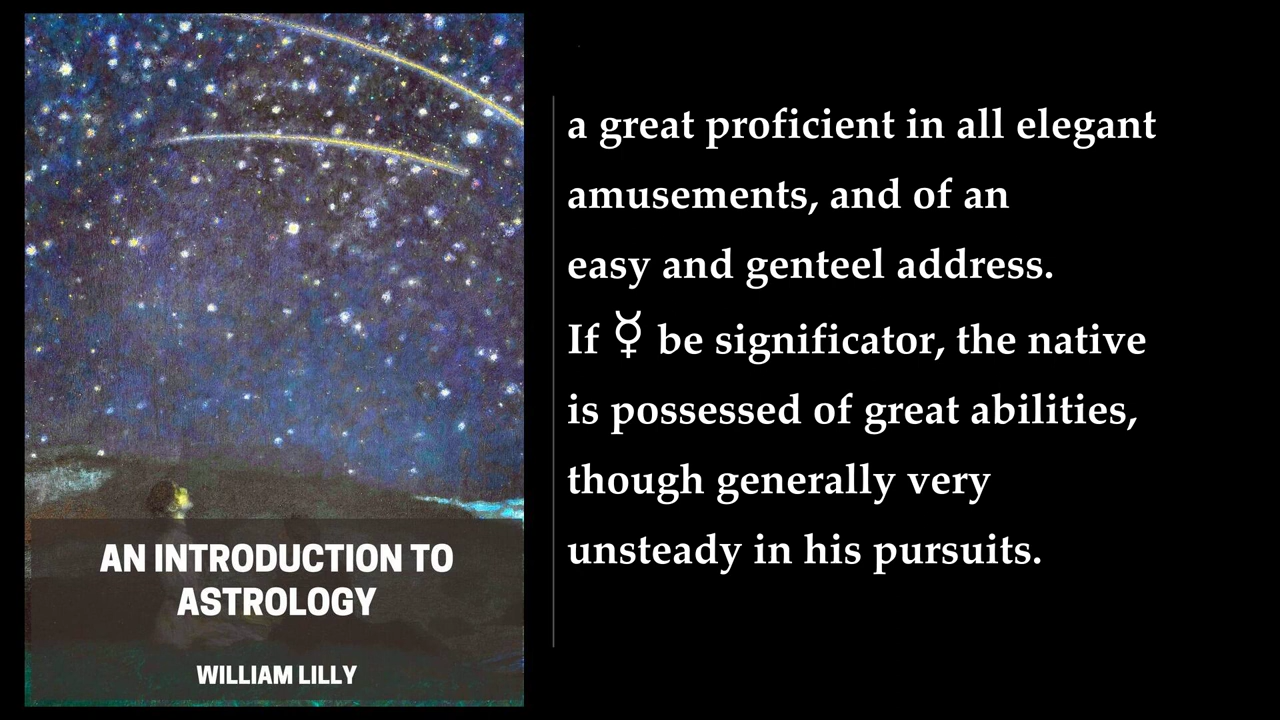 AN INTRODUCTION TO
ASTROLOGY
WILLIAM LILLY
a great proficient in all elegant
amusements, and of an
easy and genteel address.
If ☿ be significator, the native
is possessed of great abilities,
though generally very
unsteady in his pursuits.